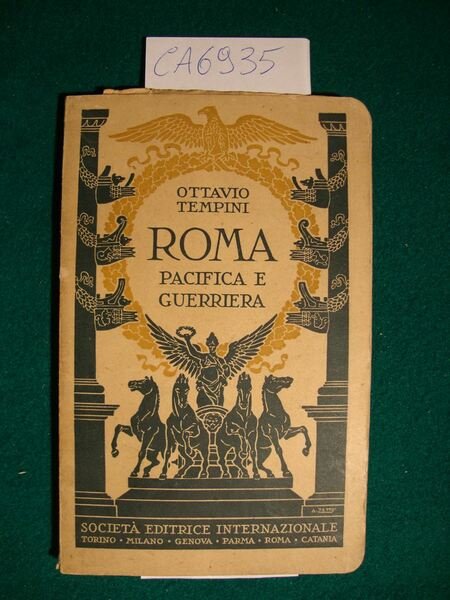 CA6935
OTTAVIO
TEMPINI
ROMA
PACIFICA E
GUERRIERA
SOCIETÀ EDITRICE INTERNAZIONALE
TORINO • MILANO • GENOVA • PARMA • ROMA • CATANIA